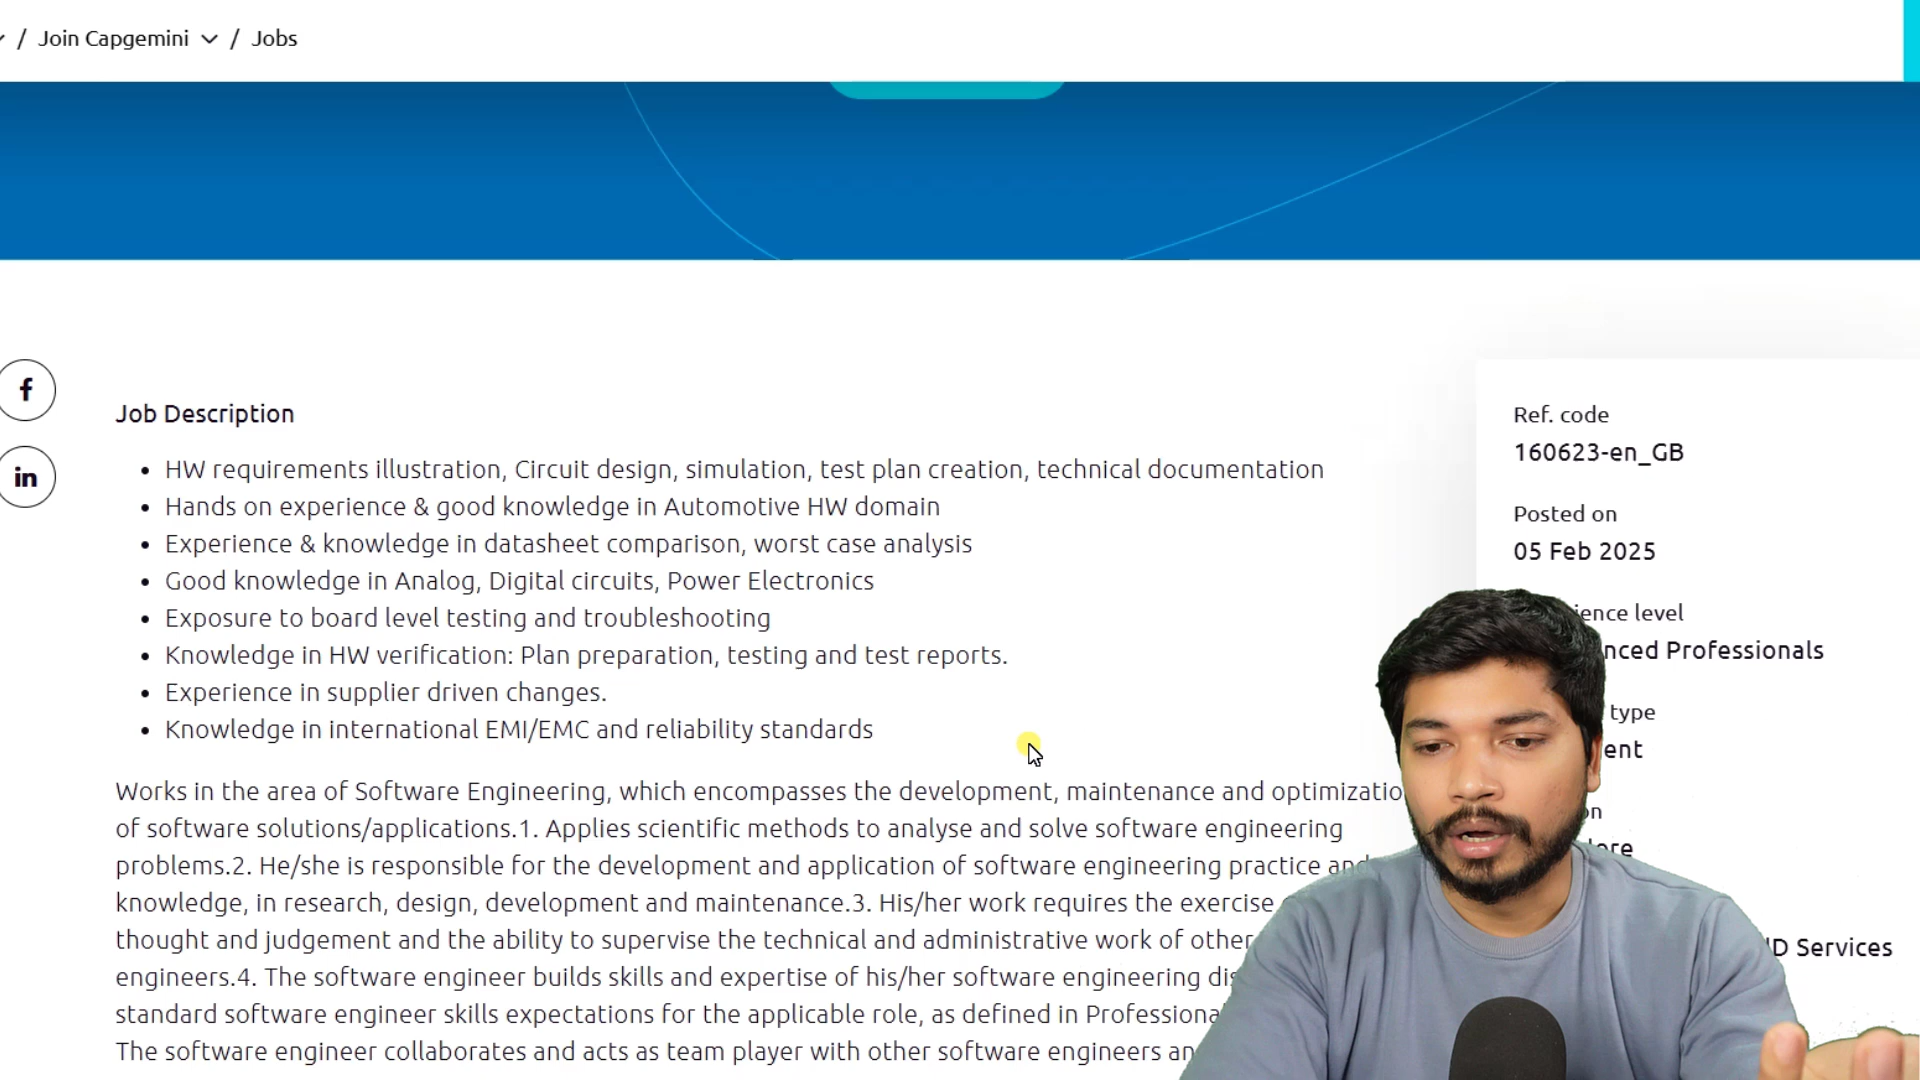 / Join Capgemini / Jobs
f
in
Job Description
• HW requirements illustration, Circuit design, simulation, test plan creation, technical documentation
• Hands on experience & good knowledge in Automotive HW domain
• Experience & knowledge in datasheet comparison, worst case analysis
• Good knowledge in Analog, Digital circuits, Power Electronics
• Exposure to board level testing and troubleshooting
• Knowledge in HW verification: Plan preparation, testing and test reports.
• Experience in supplier driven changes.
• Knowledge in international EMI/EMC and reliability standards
Works in the area of Software Engineering, which encompasses the development, maintenance and
of software solutions/applications.1. Applies scientific methods to analyse and solve software engineering
problems.2. He/she is responsible for the development and application of software engineering practice and
knowledge, in research, design, development and maintenance.3. His/her work requires the exercise
thought and judgement and the ability to supervise the technical and administrative work of other
engineers.4. The software engineer builds skills and expertise of his/her software engineering
standard software engineer skills expectations for the applicable role, as defined in
The software engineer collaborates and acts as team player with other software engineers
Ref. code
160623-en_GB
Posted on
05 Feb 2025
level
Professionals
type
Services